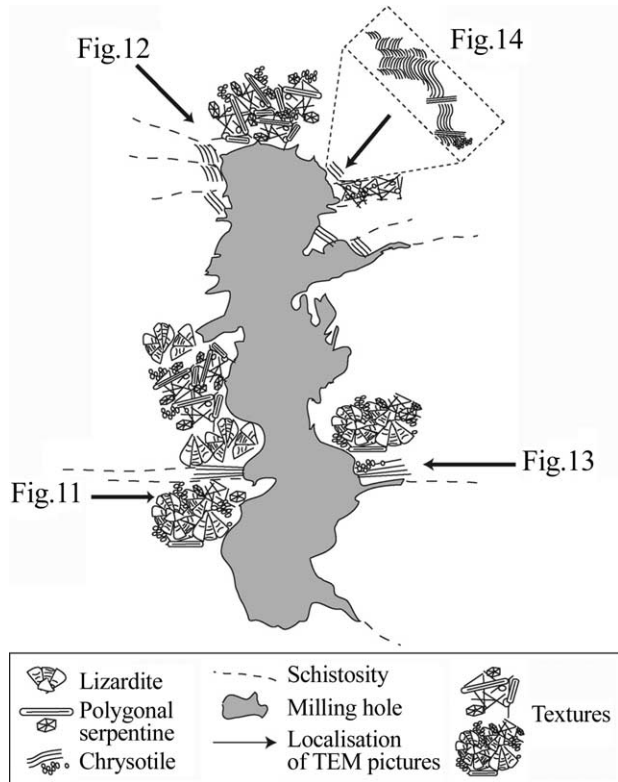 Fig.12
Fig.14
Fig.13
Fig.11
Lizardite
Polygonal
serpentine
Chrysotile
Schistosity
Milling hole
Localisation
of TEM pictures
Textures